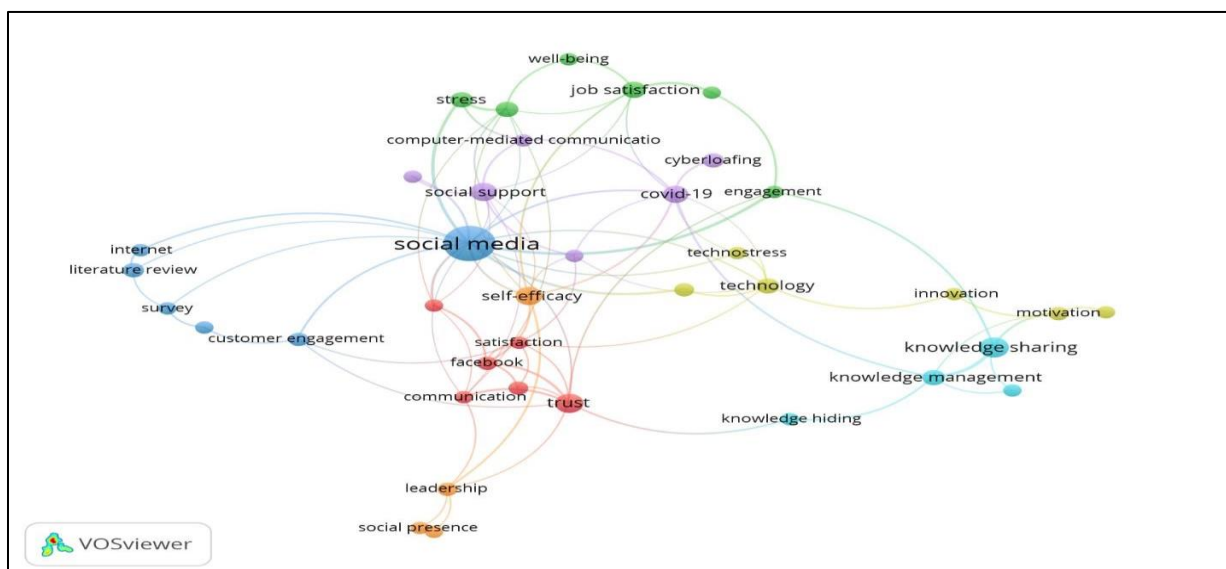 well-being
job satisfaction
stress
computer-mediated communicatio
cyberloafing
social support
covid-19
engagement
social media
internet
technostress
literature review
technology
self-efficacy
innovation
survey
motivation
customer engagement
satisfaction
knowledge sharing
facebook
knowledge management
communication
trust
knowledge hiding
leadership
social presence
VOSviewer